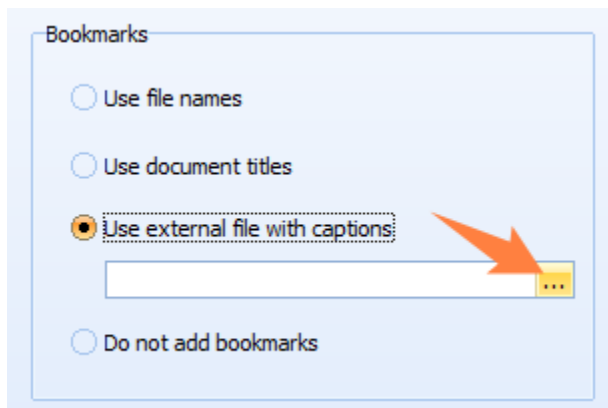 Bookmarks
Use file names
Use document titles
Use external file with captions
...
Do not add bookmarks